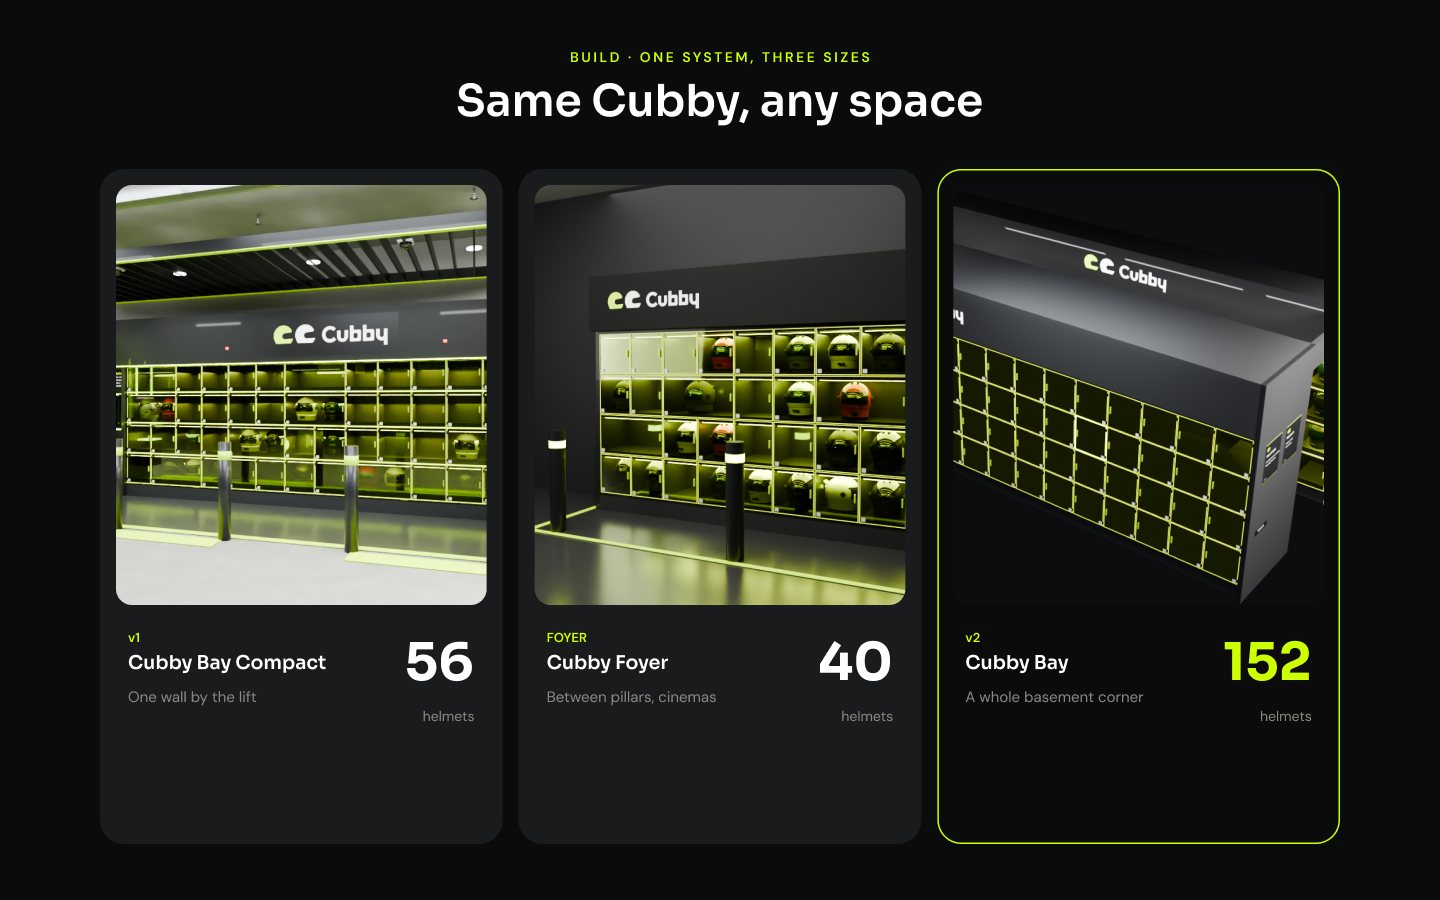 BUILD · ONE SYSTEM, THREE SIZES
Same Cubby, any space
Cubby
Cubby
Cubby
by
v1
Cubby Bay Compact
56
One wall by the lift
helmets
FOYER
Cubby Foyer
40
Between pillars, cinemas
helmets
v2
Cubby Bay
152
A whole basement corner
helmets